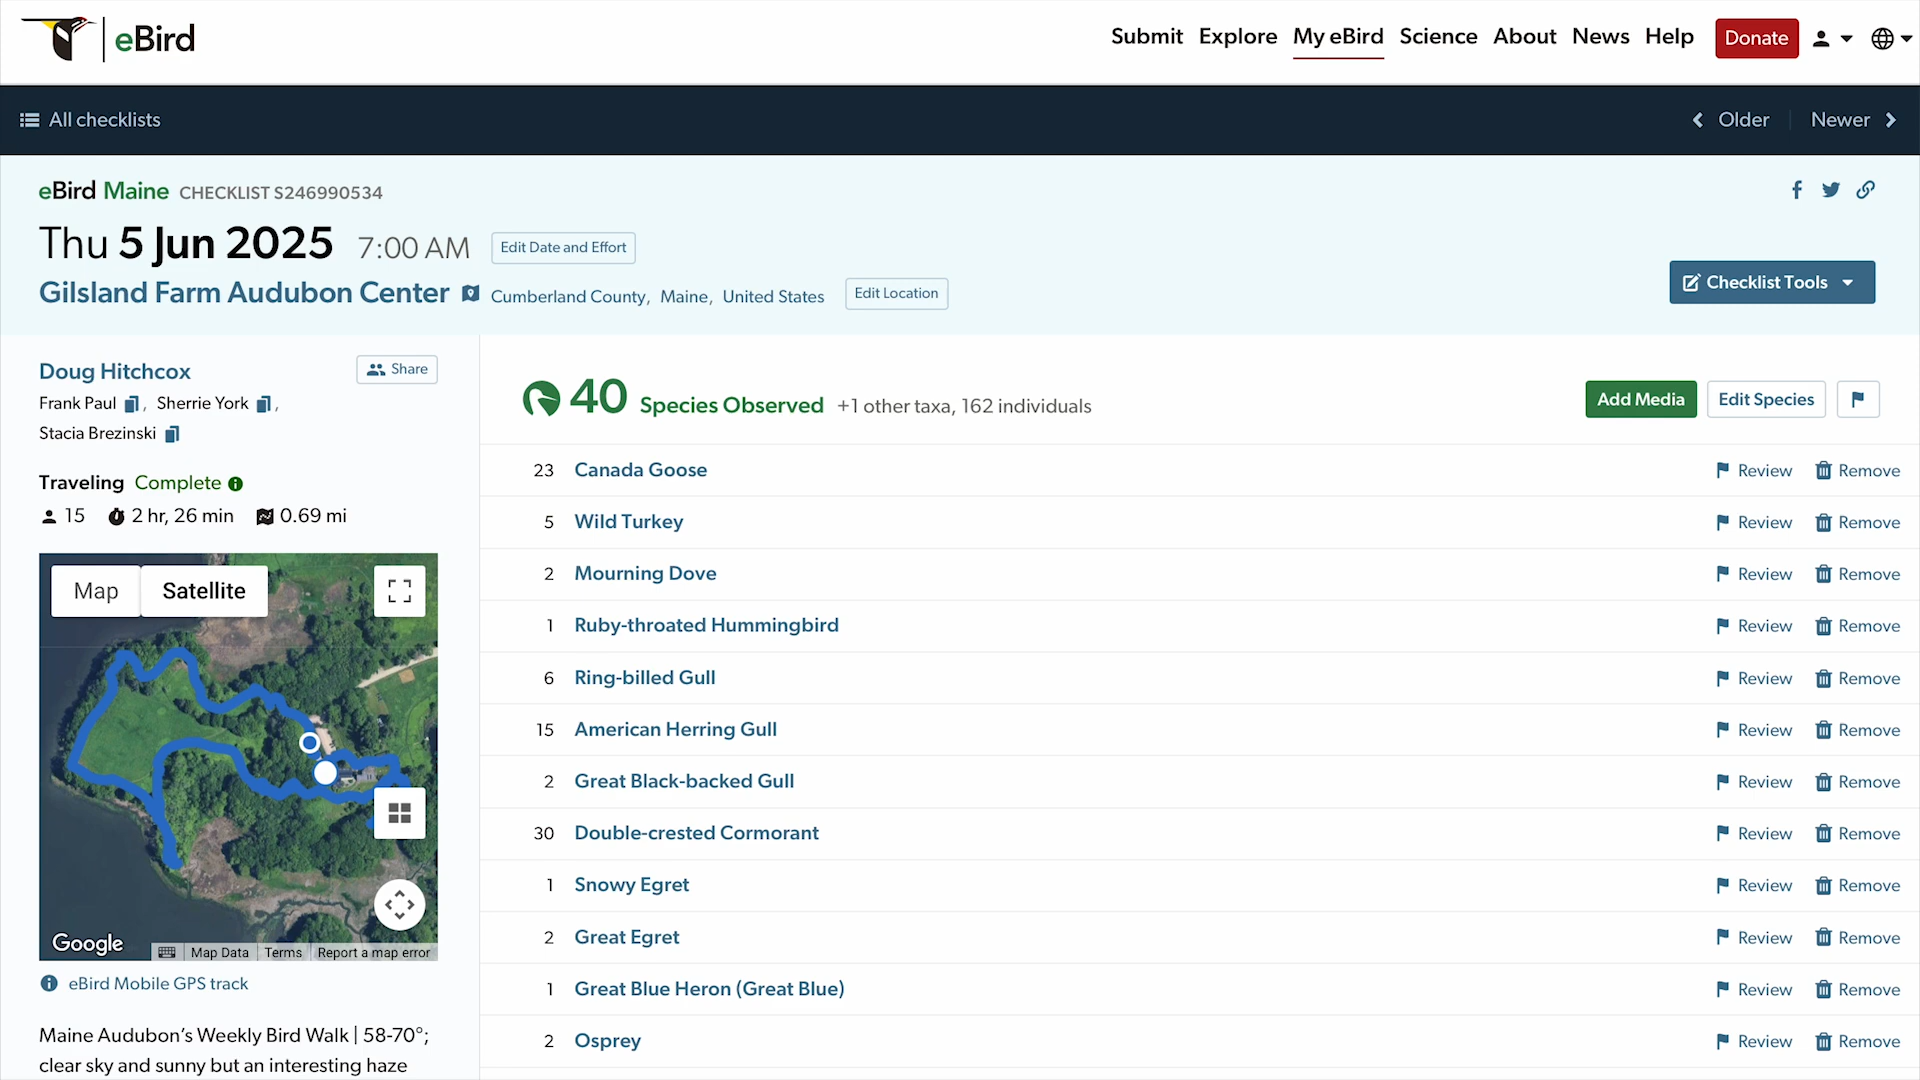 eBird
Submit Explore My eBird Science About News Help Donate
All checklists
Older Newer
eBird Maine CHECKLIST S246990534
Thu 5 Jun 2025 7:00 AM Edit Date and Effort
Gilsland Farm Audubon Center Cumberland County, Maine, United States Edit Location
Checklist Tools
Doug Hitchcox Share
Frank Paul , Sherrie York ,
Stacia Brezinski
Traveling Complete
15 2 hr, 26 min 0.69 mi
Map Satellite
Google Map Data Terms Report a map error
eBird Mobile GPS track
Maine Audubon's Weekly Bird Walk | 58-70°;
clear sky and sunny but an interesting haze
40 Species Observed +1 other taxa, 162 individuals
Add Media Edit Species
23 Canada Goose Review Remove
5 Wild Turkey Review Remove
2 Mourning Dove Review Remove
1 Ruby-throated Hummingbird Review Remove
6 Ring-billed Gull Review Remove
15 American Herring Gull Review Remove
2 Great Black-backed Gull Review Remove
30 Double-crested Cormorant Review Remove
1 Snowy Egret Review Remove
2 Great Egret Review Remove
1 Great Blue Heron (Great Blue) Review Remove
2 Osprey Review Remove